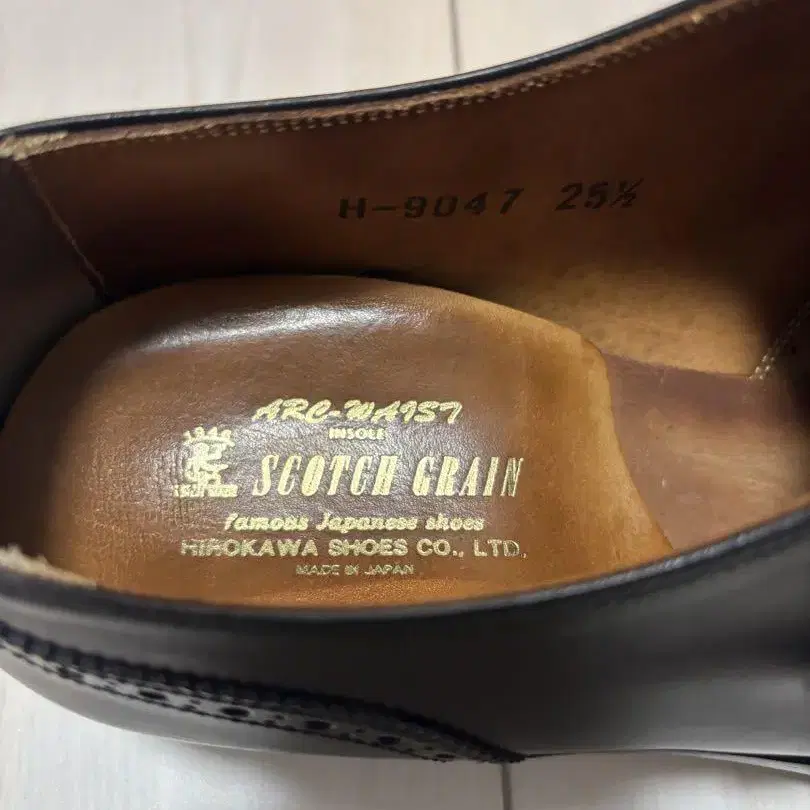 H-9047 25½
ARC-WAIST
INSOLE
SCOTCH GRAIN
famous Japanese shoes
HIROKAWA SHOES CO., LTD.
MADE IN JAPAN